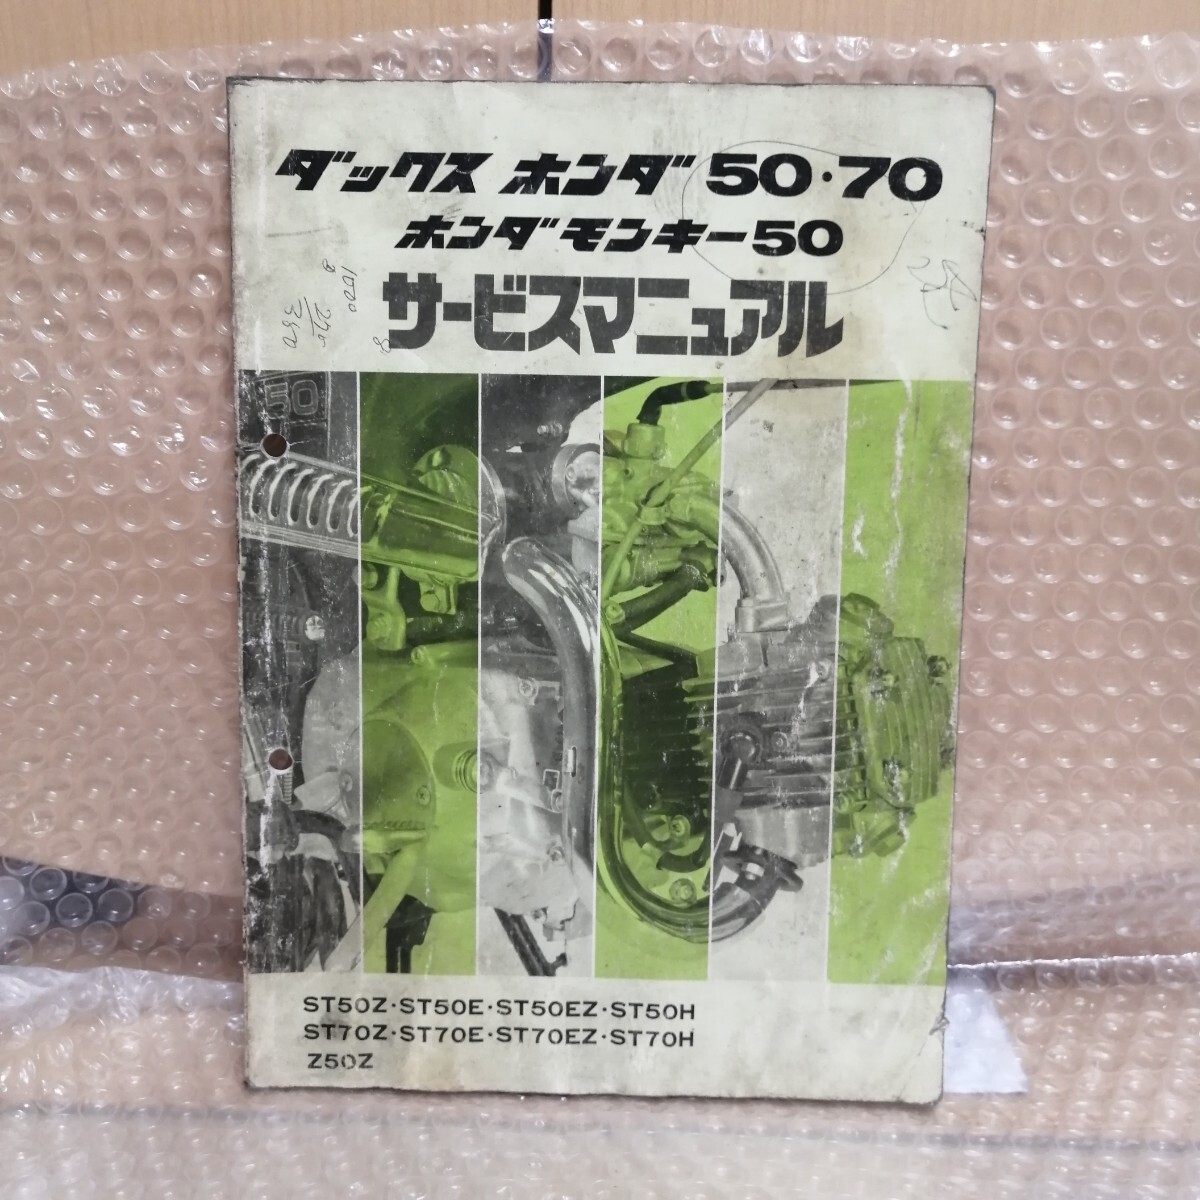 ダックス ホンダ 50・70
ホンダモンキー50
サービスマニュアル
ST50Z・ST50E・ST50EZ・ST50H
ST70Z・ST70E・ST70EZ・ST70H
Z50Z